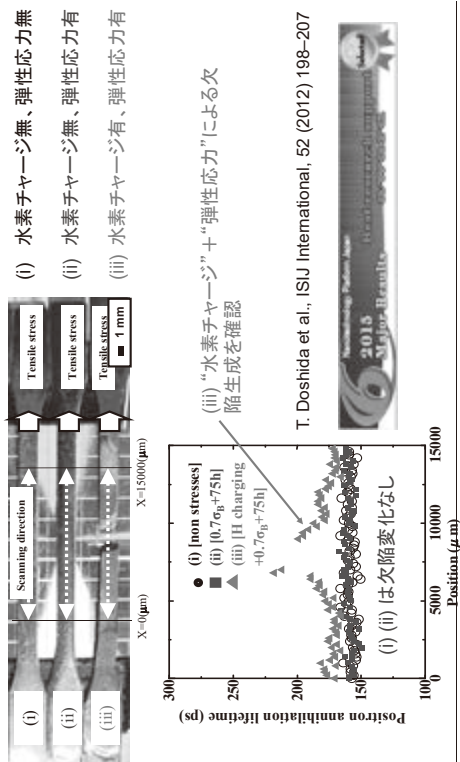 (i)
(ii)
(iii)
Scanning direction
X=0(μm)
X=15000(μm)
Tensile stress
Tensile stress
Tensile stress
1 mm
(i) 水素チャージ無、弾性応力無
(ii) 水素チャージ無、弾性応力有
(iii) 水素チャージ有、弾性応力有
300
250
200
150
100
Positron annihilation lifetime (ps)
0
5000
10000
15000
Position (μm)
(i) [non stresses]
(ii) [0.7σB+75h]
(iii) [H charging
+0.7σB+75h]
(i) (ii) は欠陥変化なし
(iii) “水素チャージ”+“弾性応力”による欠
陥生成を確認
T. Doshida et al., ISIJ International, 52 (2012) 198–207
2015
Major Results
Selected